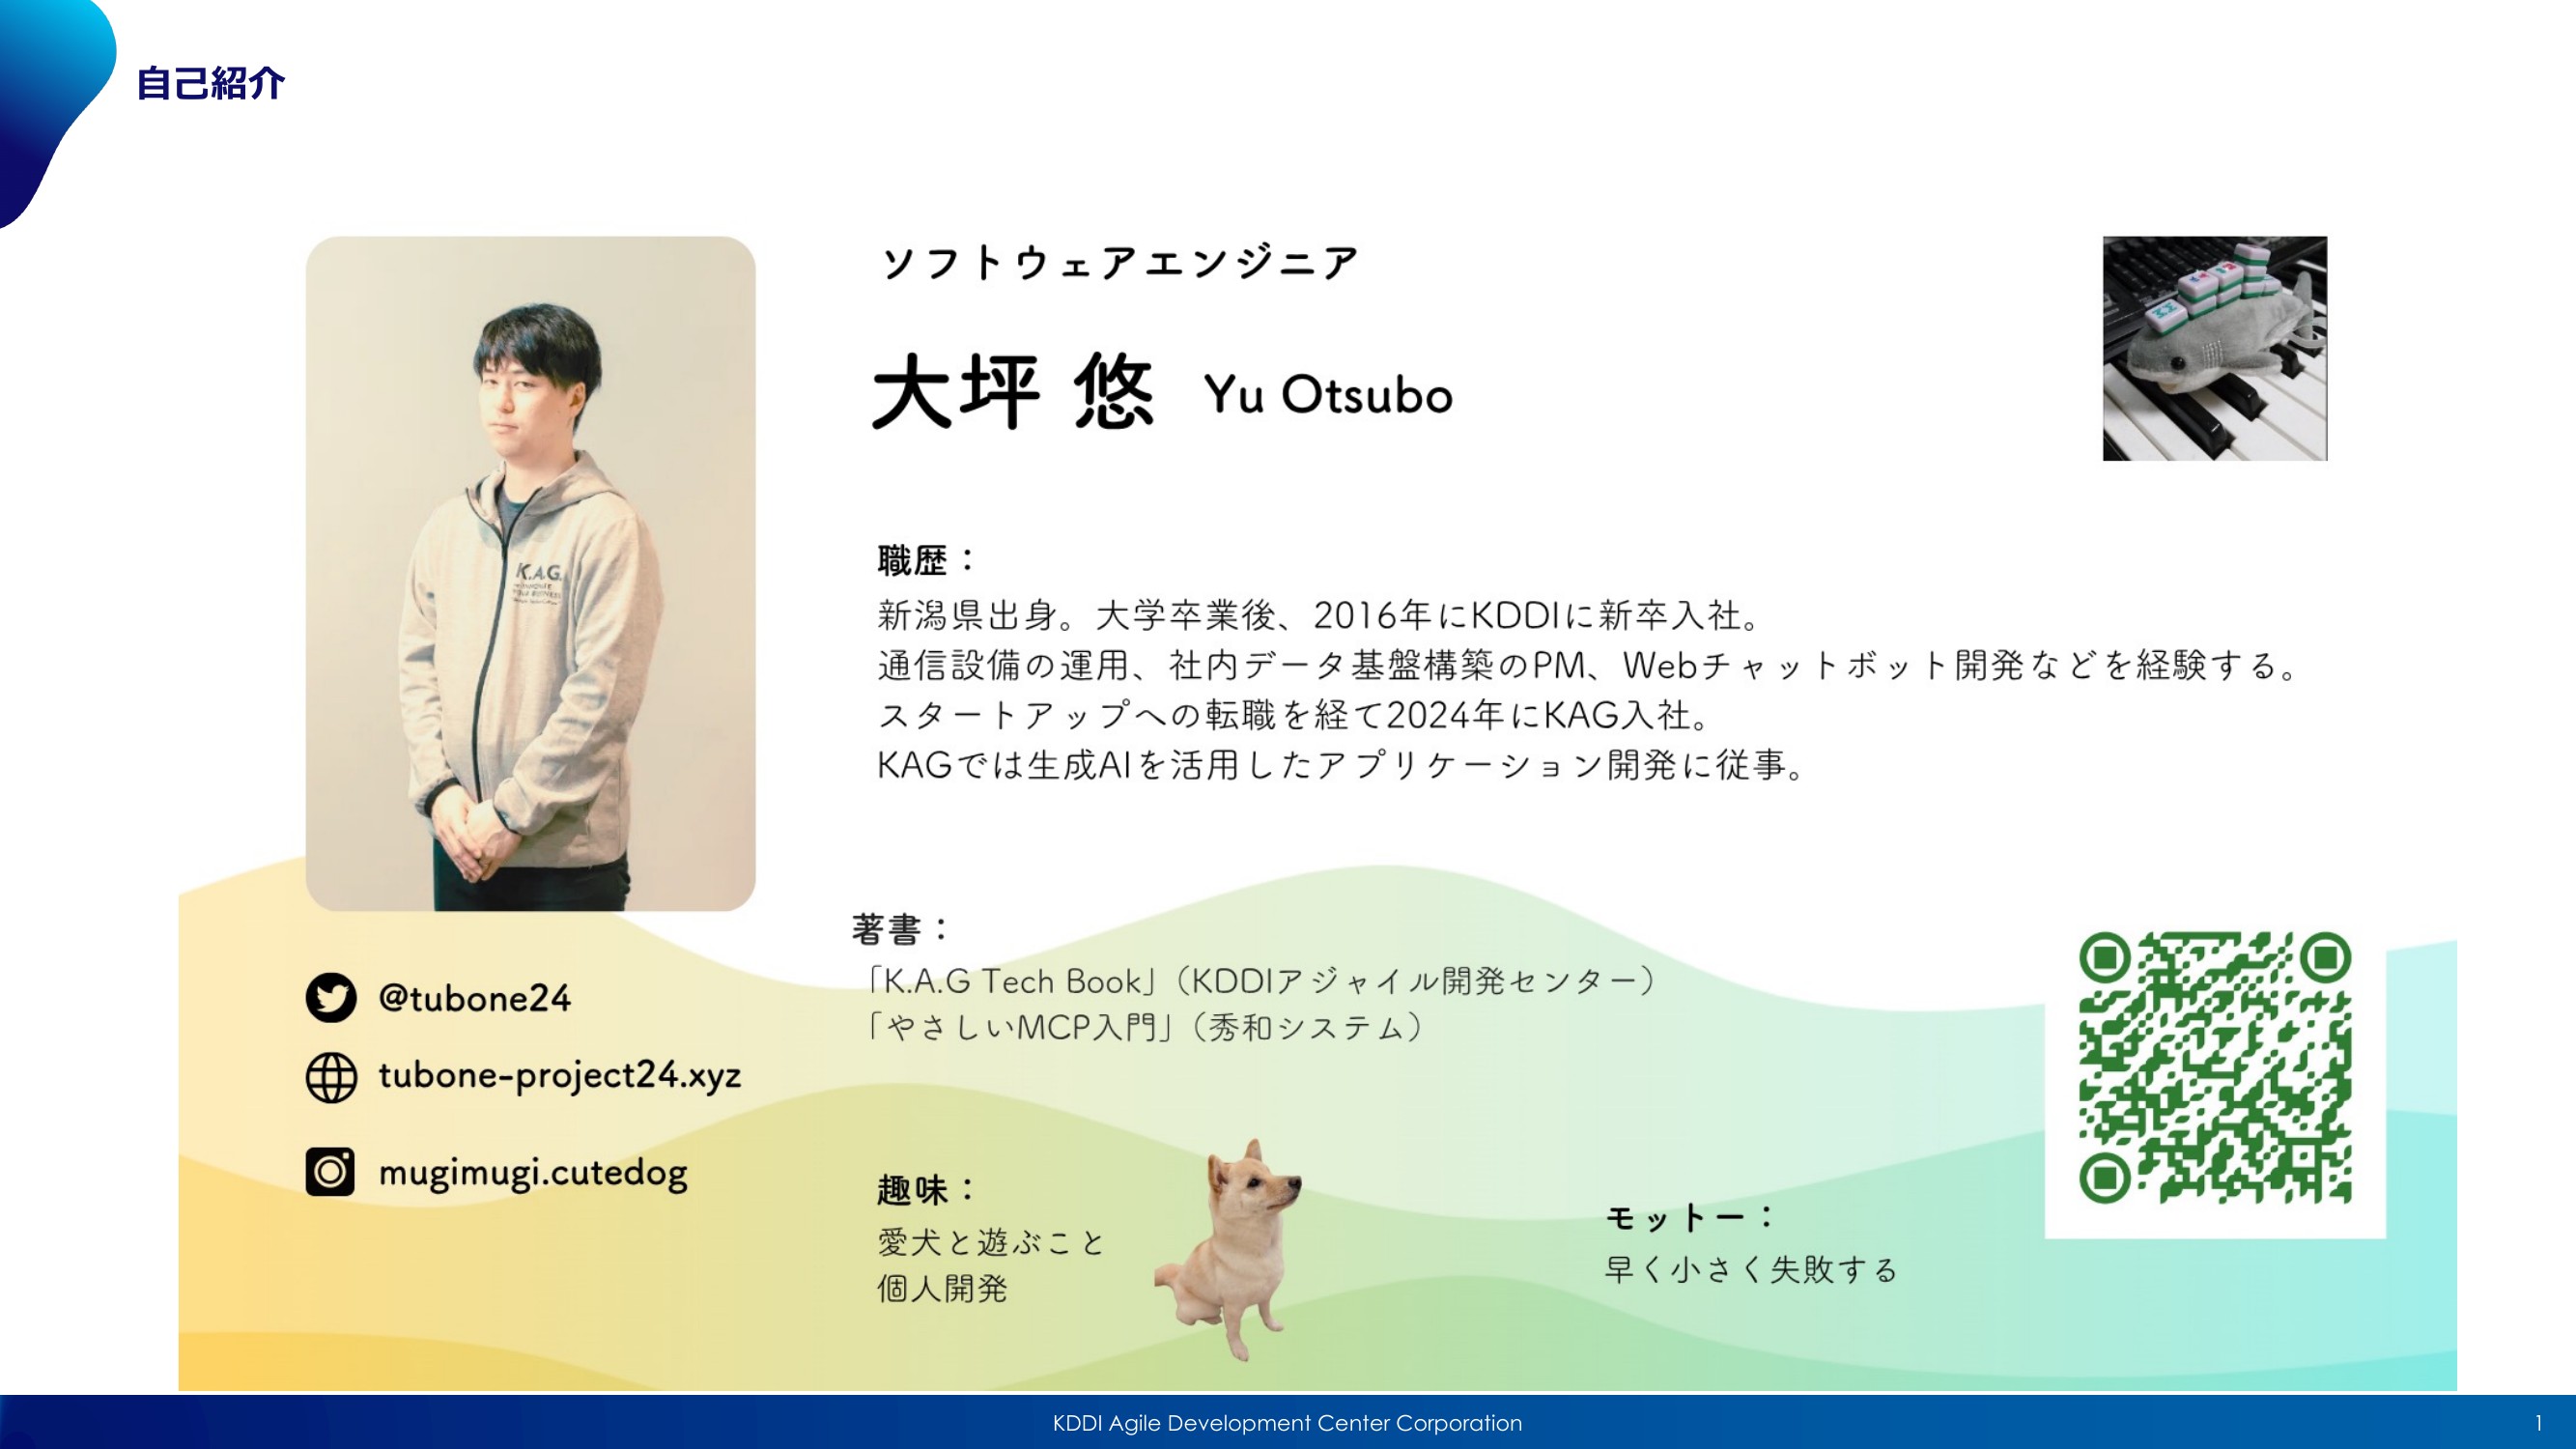 自己紹介
ソフトウェアエンジニア
大坪 悠 Yu Otsubo
K.A.G.
職歴：
新潟県出身。大学卒業後、2016年にKDDIに新卒入社。
通信設備の運用、社内データ基盤構築のPM、Webチャットボット開発などを経験する。
スタートアップへの転職を経て2024年にKAG入社。
KAGでは生成AIを活用したアプリケーション開発に従事。
著書：
「K.A.G Tech Book」（KDDIアジャイル開発センター）
「やさしいMCP入門」（秀和システム）
@tubone24
tubone-project24.xyz
mugimugi.cutedog
趣味：
愛犬と遊ぶこと
個人開発
モットー：
早く小さく失敗する
KDDI Agile Development Center Corporation
1